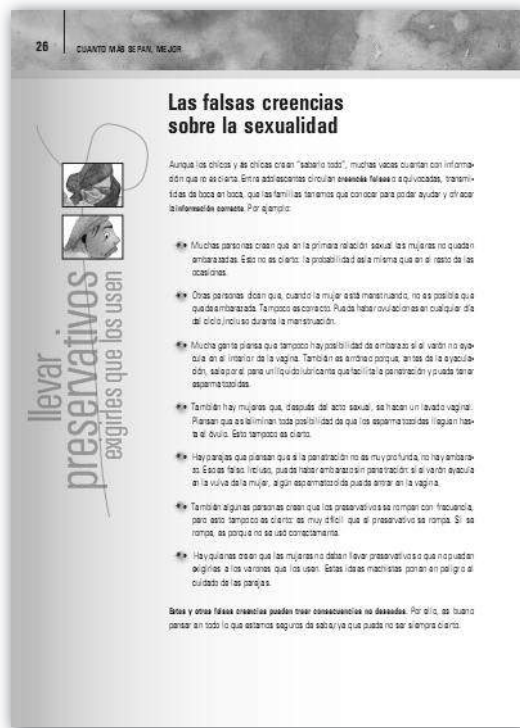 26
CUANTO MÁS SEPAN, MEJOR
Las falsas creencias
sobre la sexualidad
Aunque los chicos y las chicas crean "saberlo todo", muchas veces cuentan con informa-
ción que no es cierta. Entre adolescentes circulan creencias falsas o equivocadas, transmi-
tidas de boca en boca, que las familias tenemos que conocer para poder ayudar y ofrecer
la información correcta. Por ejemplo:
Muchas personas creen que en la primera relación sexual las mujeres no quedan
embarazadas. Esto no es cierto: la probabilidad es la misma que en el resto de las
ocasiones.
Otras personas dicen que, cuando la mujer está menstruando, no es posible que
quede embarazada. Tampoco es correcto. Puede haber ovulaciones en cualquier día
del ciclo, incluso durante la menstruación.
Mucha gente piensa que tampoco hay posibilidad de embarazo si el varón no eya-
cula en el interior de la vagina. También es erróneo porque, antes de la eyacula-
ción, sale por el pene un líquido lubricante que facilita la penetración y puede tener
espermatozoides.
También hay mujeres que, después del acto sexual, se hacen un lavado vaginal.
Piensan que así eliminan toda posibilidad de que los espermatozoides lleguen has-
ta el óvulo. Esto tampoco es cierto.
Hay parejas que piensan que si la penetración no es muy profunda, no hay embara-
zo. Eso es falso. Incluso, puede haber embarazo sin penetración: si el varón eyacula
en la vulva de la mujer, algún espermatozoide puede entrar en la vagina.
También algunas personas creen que los preservativos se rompen con frecuencia,
pero esto tampoco es cierto: es muy difícil que el preservativo se rompa. Si se
rompe, es porque no se usó correctamente.
Hay quienes creen que las mujeres no deben llevar preservativos o que no pueden
exigirles a los varones que los usen. Estas ideas machistas ponen en peligro el
cuidado de las parejas.
Estas y otras falsas creencias pueden traer consecuencias no deseadas. Por ello, es bueno
pensar en todo lo que estamos seguros de saber, ya que puede no ser siempre cierto.
llevar
preservativos
exigirles que los usen